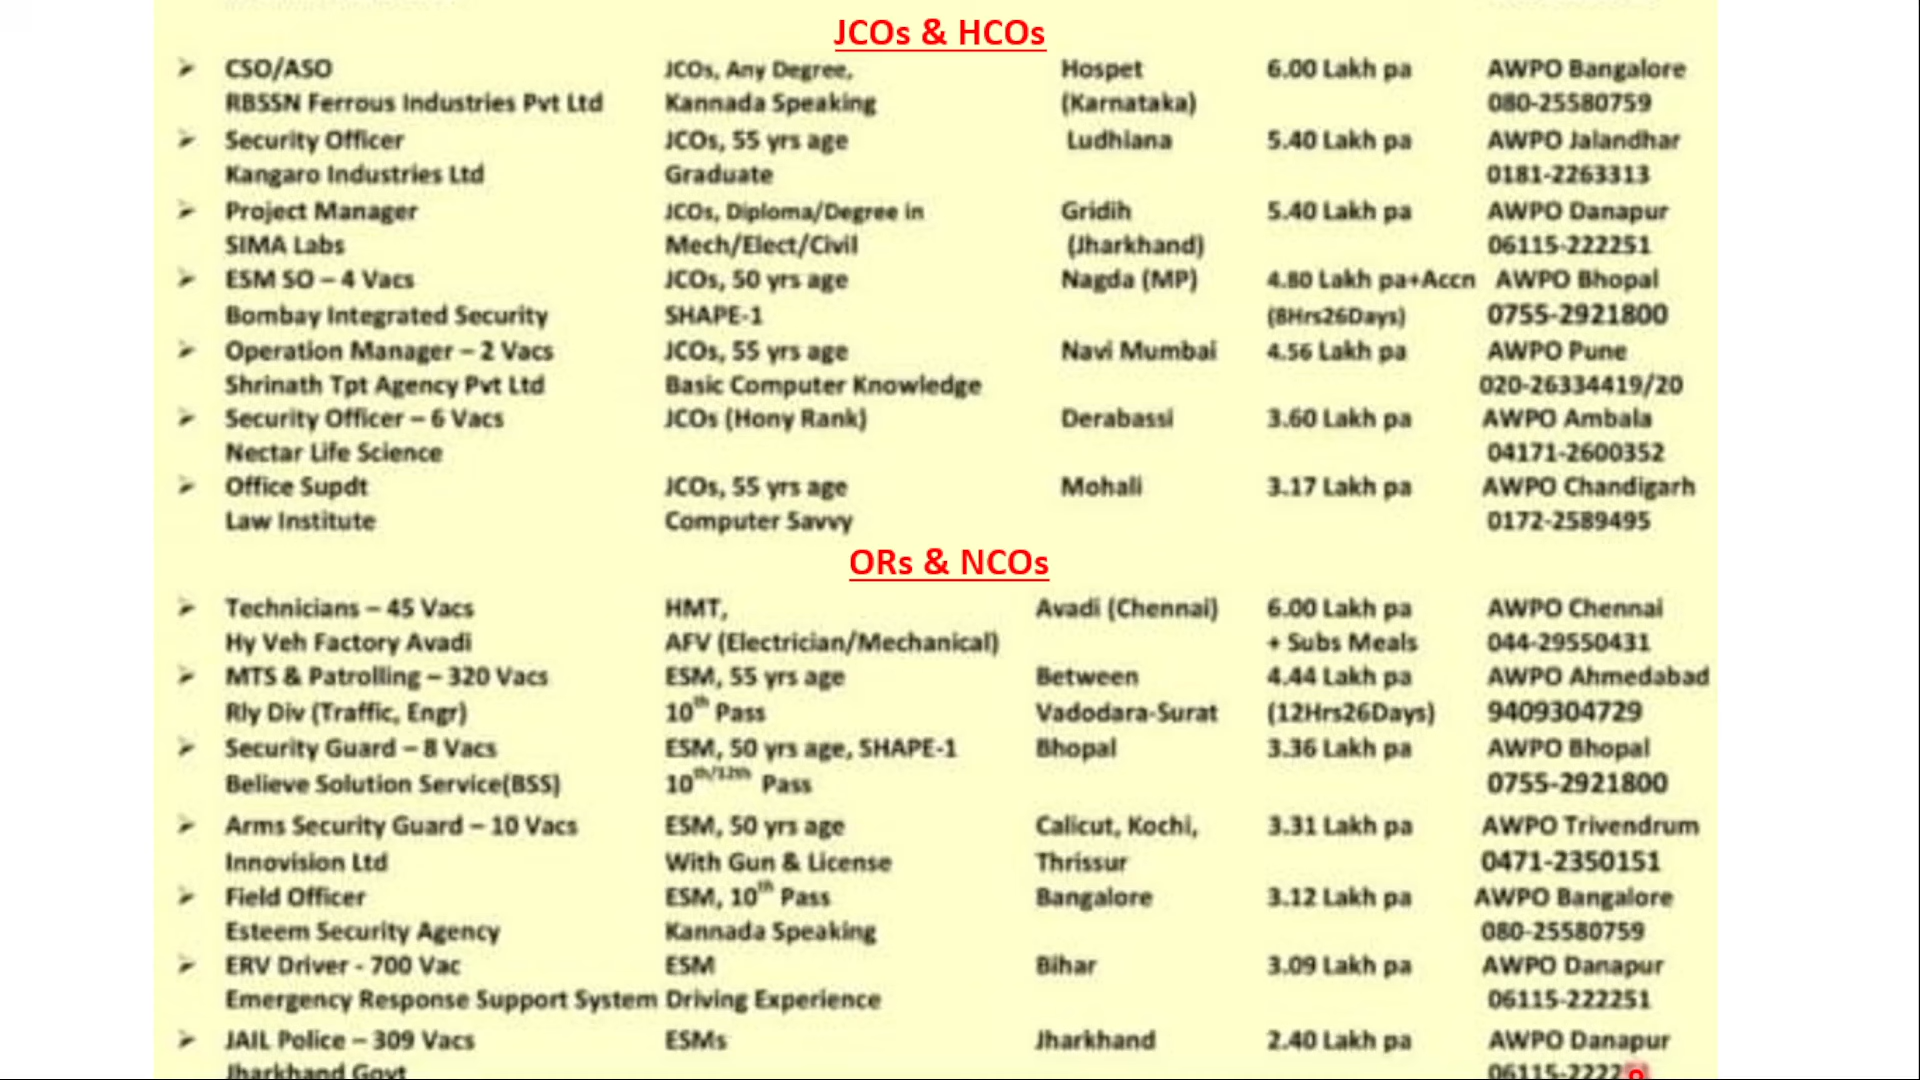 JCOs & HCOs
➢ CSO/ASO JCOs, Any Degree, Hospet 6.00 Lakh pa AWPO Bangalore
RBSSN Ferrous Industries Pvt Ltd Kannada Speaking (Karnataka) 080-25580759
➢ Security Officer JCOs, 55 yrs age Ludhiana 5.40 Lakh pa AWPO Jalandhar
Kangaro Industries Ltd Graduate 0181-2263313
➢ Project Manager JCOs, Diploma/Degree in Gridih 5.40 Lakh pa AWPO Danapur
SIMA Labs Mech/Elect/Civil (Jharkhand) 06115-222251
➢ ESM SO – 4 Vacs JCOs, 50 yrs age Nagda (MP) 4.80 Lakh pa+Accn AWPO Bhopal
Bombay Integrated Security SHAPE-1 (8Hrs26Days) 0755-2921800
➢ Operation Manager – 2 Vacs JCOs, 55 yrs age Navi Mumbai 4.56 Lakh pa AWPO Pune
Shrinath Tpt Agency Pvt Ltd Basic Computer Knowledge 020-26334419/20
➢ Security Officer – 6 Vacs JCOs (Hony Rank) Derabassi 3.60 Lakh pa AWPO Ambala
Nectar Life Science 04171-2600352
➢ Office Supdt JCOs, 55 yrs age Mohali 3.17 Lakh pa AWPO Chandigarh
Law Institute Computer Savvy 0172-2589495
ORs & NCOs
➢ Technicians – 45 Vacs HMT, Avadi (Chennai) 6.00 Lakh pa AWPO Chennai
Hy Veh Factory Avadi AFV (Electrician/Mechanical) + Subs Meals 044-29550431
➢ MTS & Patrolling – 320 Vacs ESM, 55 yrs age Between 4.44 Lakh pa AWPO Ahmedabad
Rly Div (Traffic, Engr) 10th Pass Vadodara-Surat (12Hrs26Days) 9409304729
➢ Security Guard – 8 Vacs ESM, 50 yrs age, SHAPE-1 Bhopal 3.36 Lakh pa AWPO Bhopal
Believe Solution Service(BSS) 10th/12th Pass 0755-2921800
➢ Arms Security Guard – 10 Vacs ESM, 50 yrs age Calicut, Kochi, 3.31 Lakh pa AWPO Trivendrum
Innovision Ltd With Gun & License Thrissur 0471-2350151
➢ Field Officer ESM, 10th Pass Bangalore 3.12 Lakh pa AWPO Bangalore
Esteem Security Agency Kannada Speaking 080-25580759
➢ ERV Driver - 700 Vac ESM Bihar 3.09 Lakh pa AWPO Danapur
Emergency Response Support System Driving Experience 06115-222251
➢ JAIL Police – 309 Vacs ESMs Jharkhand 2.40 Lakh pa AWPO Danapur
Jharkhand Govt